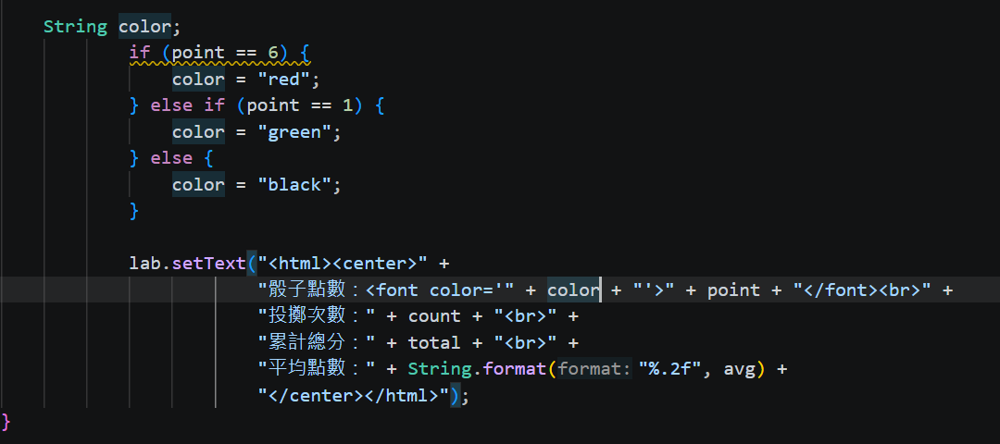 String color;
if (point == 6) {
color = "red";
} else if (point == 1) {
color = "green";
} else {
color = "black";
}
lab.setText("<html><center>" +
"骰子點數：<font color='" + color + "'>" + point + "</font><br>" +
"投擲次數：" + count + "<br>" +
"累計總分：" + total + "<br>" +
"平均點數：" + String.format(format: "%.2f", avg) +
"</center></html>");
}